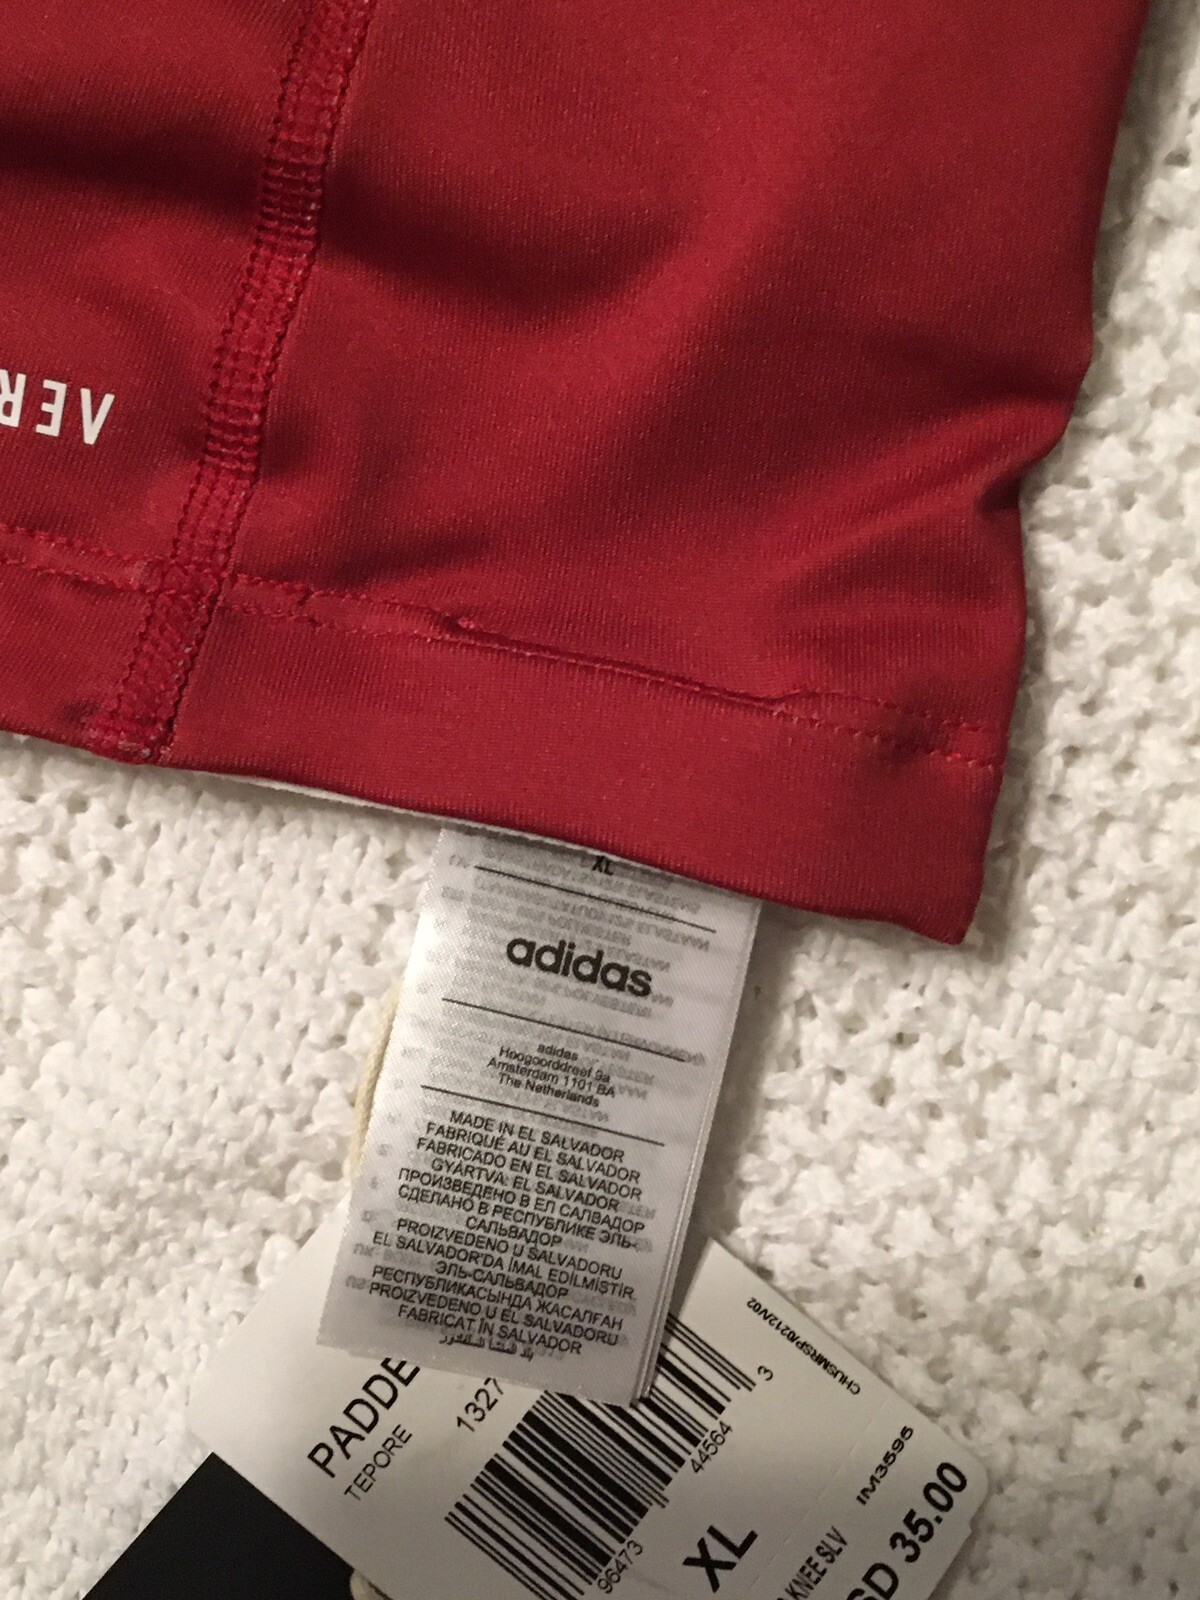 AER
XL
adidas
adidas
Hoogoorddreef 9a
Amsterdam 1101 BA
The Netherlands
MADE IN EL SALVADOR
FABRIQUÉ AU EL SALVADOR
FABRICADO EN EL SALVADOR
GYÁRTVA: EL SALVADOR
ПРОИЗВЕДЕНО В ЕЛ САЛВАДОР
СДЕЛАНО В РЕСПУБЛИКЕ ЭЛЬ-
САЛЬВАДОР
PROIZVEDENO U SALVADORU
EL SALVADOR'DA İMAL EDİLMİŞTİR
ЭЛЬ-САЛЬВАДОР
РЕСПУБЛИКАСЫНДА ЖАСАЛҒАН
PROIZVEDENO U EL SALVADORU
FABRICAT ÎN SALVADOR
PADDE
TEPORE
1327
96473
44564
3
CHUSMRSP/0212/V02
IM3595
XL
KNEE SLV
35.00